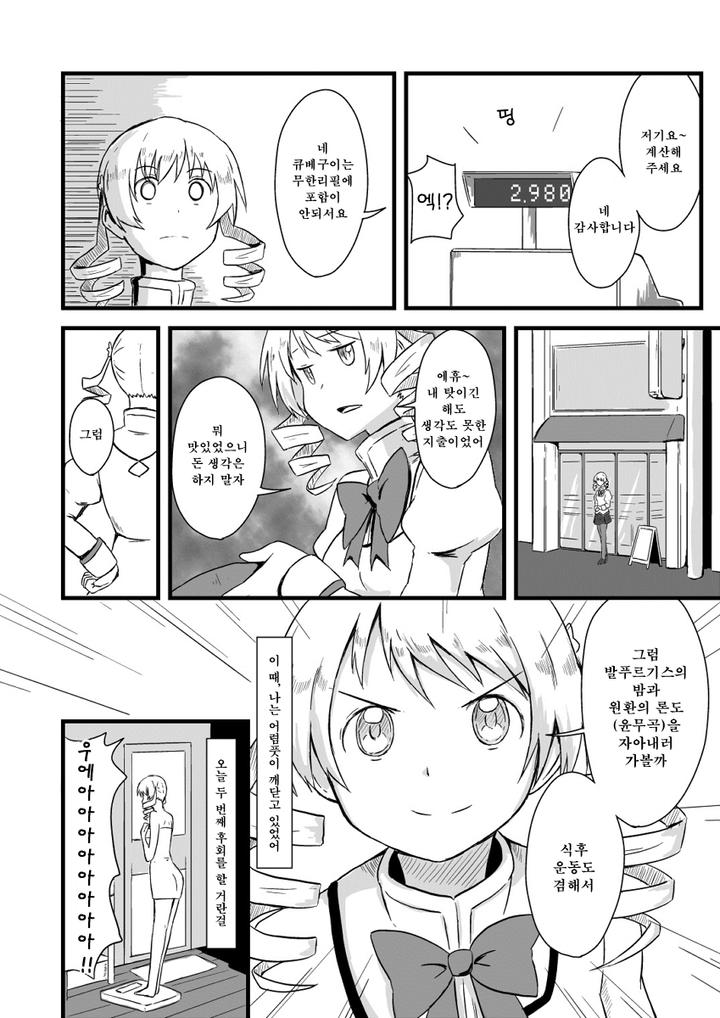 저기요~
계산해
주세요
띵
2,980
네
감사합니다
엑!?
네
큐베구이는
무한리필에
포함이
안되서요
에휴~
내 탓이긴
해도
생각도 못한
지출이었어
뭐
맛있었으니
돈 생각은
하지 말자
그럼
그럼
발푸르기스의
밤과
원환의 론도
(윤무곡)을
자아내러
가볼까
식후
운동도
겸해서
이 때, 나는 어렴풋이 깨닫고 있었어
오늘 두 번째 후회를 할 거란걸
우에아아아아아아아아!!